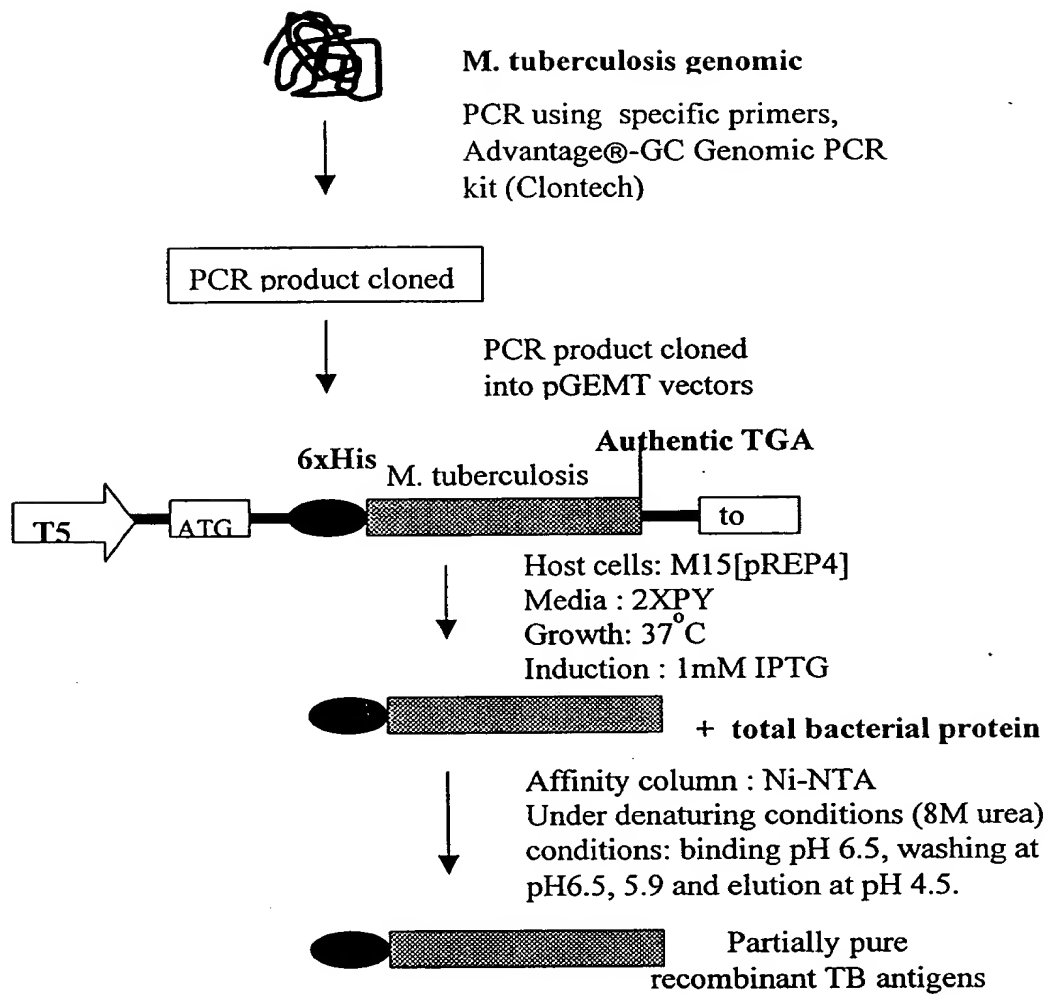 M. tuberculosis genomic
PCR using specific primers,
Advantage®-GC Genomic PCR
kit (Clontech)
PCR product cloned
PCR product cloned
into pGEMT vectors
Authentic TGA
6xHis
M. tuberculosis
T5
ATG
to
Host cells: M15[pREP4]
Media : 2XPY
Growth: 37°C
Induction : 1mM IPTG
+ total bacterial protein
Affinity column : Ni-NTA
Under denaturing conditions (8M urea)
conditions: binding pH 6.5, washing at
pH6.5, 5.9 and elution at pH 4.5.
Partially pure
recombinant TB antigens